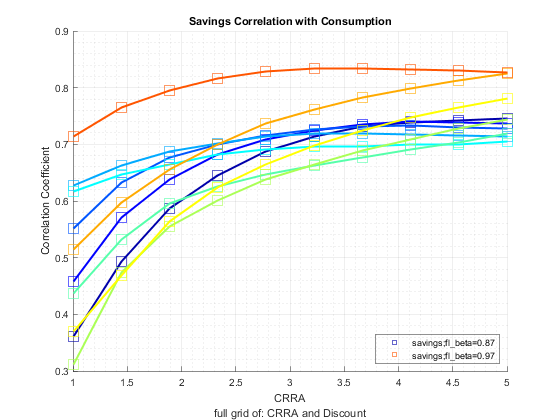 Savings Correlation with Consumption
0.9
0.8
0.7
0.6
0.5
0.4
0.3
Correlation Coefficient
savings;fl_beta=0.87
savings;fl_beta=0.97
1 1.5 2 2.5 3 3.5 4 4.5 5
CRRA
full grid of: CRRA and Discount